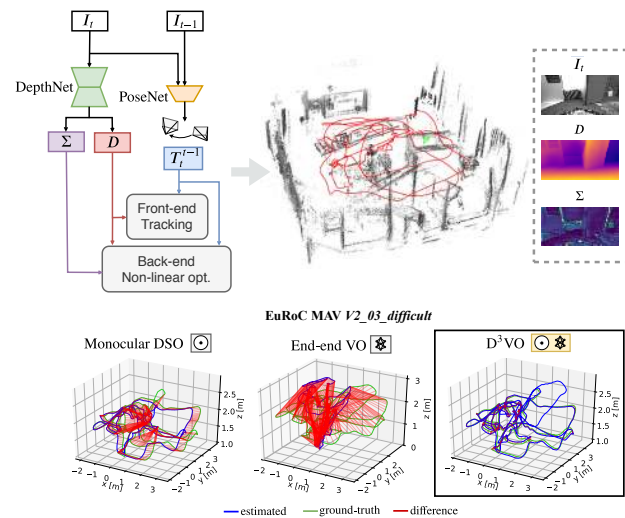 I_t I_{t-1}
DepthNet
PoseNet
Σ D
T_t^{t-1}
Front-end
Tracking
Back-end
Non-linear opt.
I_t
D
Σ
EuRoC MAV V2_03_difficult
Monocular DSO
End-end VO
D³VO
2.5
2.0
1.5
1.0
z [m]
−2 −1 0 1 2 3
x [m]
−2 −1 0 1 2 3
y [m]
3
2
1
0
z [m]
−2 −1 0 1 2 3
x [m]
−2 −1 0 1 2 3
y [m]
2.5
2.0
1.5
1.0
z [m]
−2 −1 0 1 2 3
x [m]
−2 −1 0 1 2 3
y [m]
estimated ground-truth difference